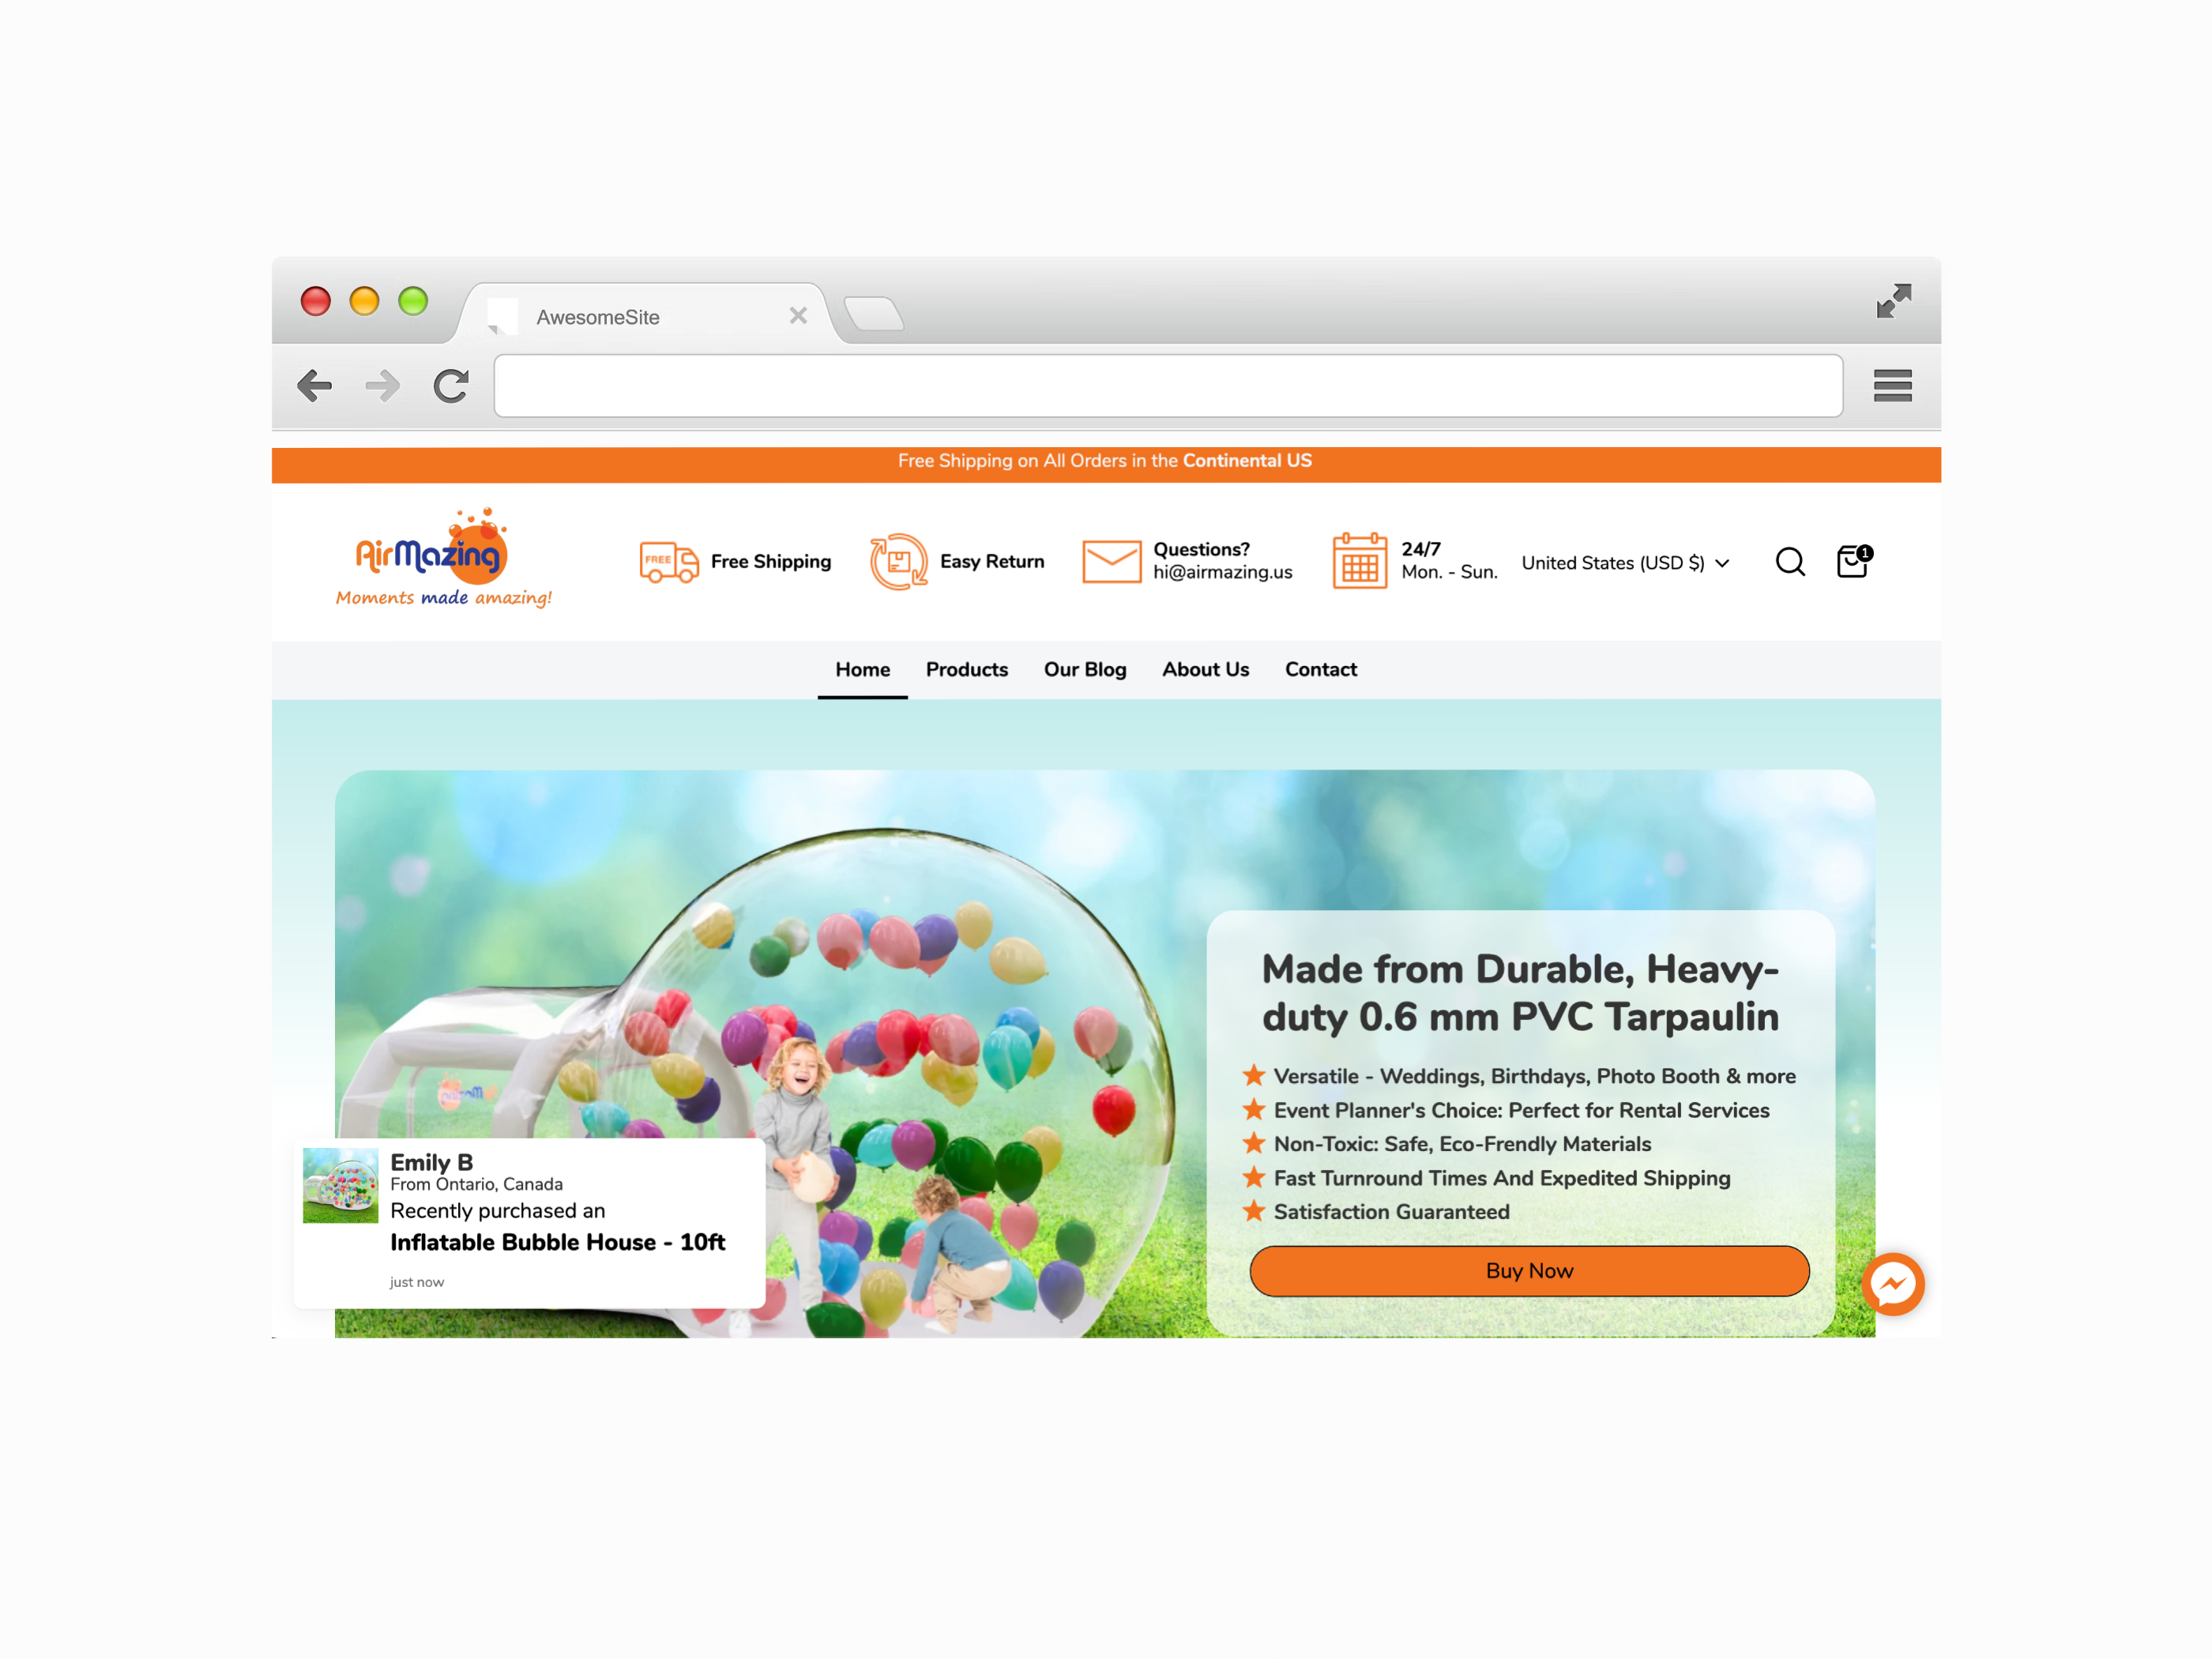 AwesomeSite
Free Shipping on All Orders in the Continental US
AirMazing
Moments made amazing!
FREE
Free Shipping
Easy Return
Questions?
hi@airmazing.us
24/7
Mon. - Sun.
United States (USD $)
1
Home Products Our Blog About Us Contact
Made from Durable, Heavy-
duty 0.6 mm PVC Tarpaulin
Versatile - Weddings, Birthdays, Photo Booth & more
Event Planner's Choice: Perfect for Rental Services
Non-Toxic: Safe, Eco-Frendly Materials
Fast Turnround Times And Expedited Shipping
Satisfaction Guaranteed
Buy Now
Emily B
From Ontario, Canada
Recently purchased an
Inflatable Bubble House - 10ft
just now